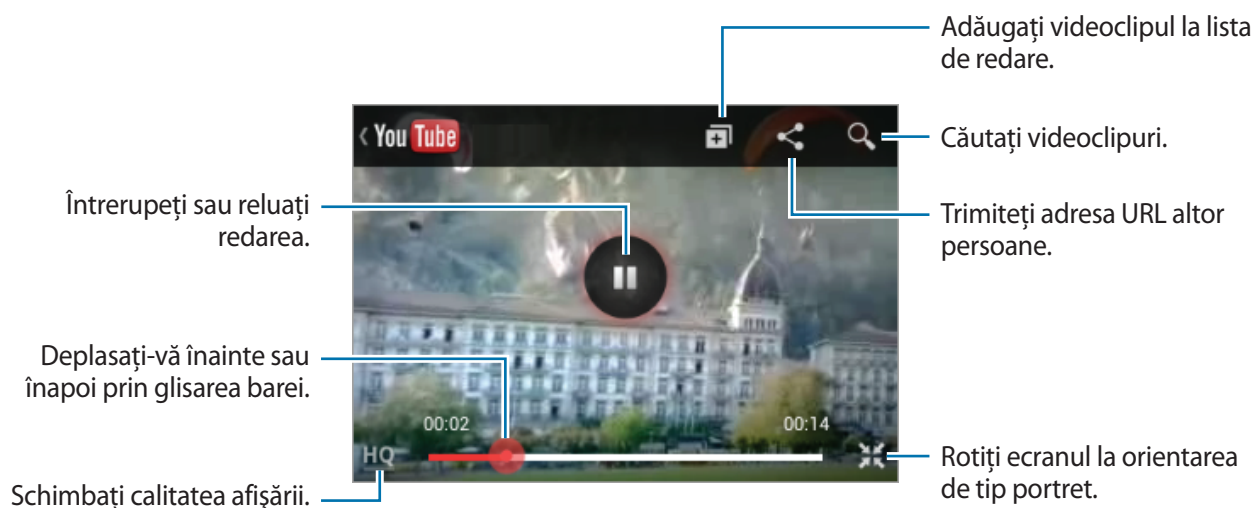 Adăugați videoclipul la lista
de redare.
You Tube
Căutați videoclipuri.
Întrerupeți sau reluați
redarea.
Trimiteți adresa URL altor
persoane.
Deplasați-vă înainte sau
înapoi prin glisarea barei.
00:02
00:14
HQ
Rotiți ecranul la orientarea
de tip portret.
Schimbați calitatea afişării.